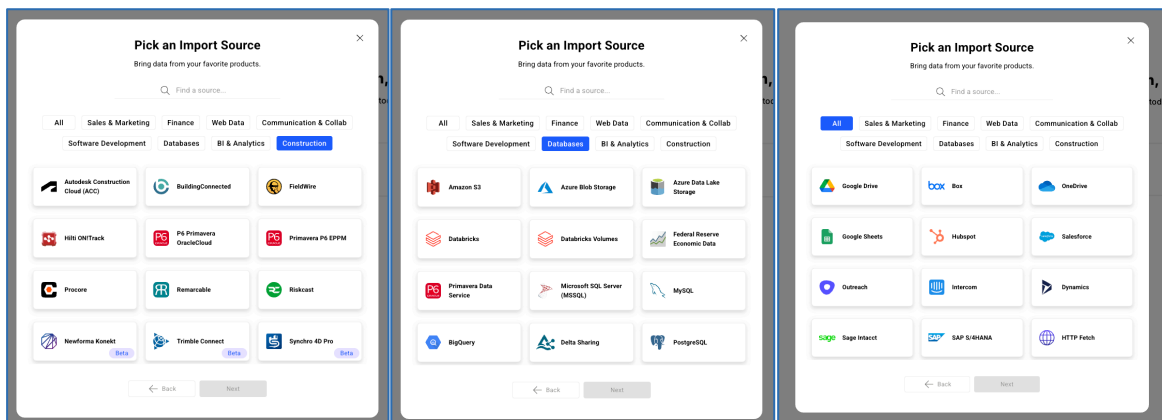 Pick an Import Source
Bring data from your favorite products.
Find a source...
All Sales & Marketing Finance Web Data Communication & Collab
Software Development Databases BI & Analytics Construction
Autodesk Construction
Cloud (ACC)
BuildingConnected
FieldWire
Hilti ON!Track
P6
P6 Primavera
OracleCloud
P6
Primavera P6 EPPM
Procore
Remarcable
Riskcast
Newforma Konekt
Beta
Trimble Connect
Beta
Synchro 4D Pro
Beta
Back
Next
Pick an Import Source
Bring data from your favorite products.
Find a source...
All Sales & Marketing Finance Web Data Communication & Collab
Software Development Databases BI & Analytics Construction
Amazon S3
Azure Blob Storage
Azure Data Lake
Storage
Databricks
Databricks Volumes
Federal Reserve
Economic Data
P6
Primavera Data
Service
Microsoft SQL Server
(MSSQL)
MySQL
BigQuery
Delta Sharing
PostgreSQL
Back
Next
Pick an Import Source
Bring data from your favorite products.
Find a source...
All Sales & Marketing Finance Web Data Communication & Collab
Software Development Databases BI & Analytics Construction
Google Drive
box
Box
OneDrive
Google Sheets
Hubspot
Salesforce
Outreach
Intercom
Dynamics
sage
Sage Intacct
SAP
SAP S/4HANA
HTTP Fetch
Back
Next